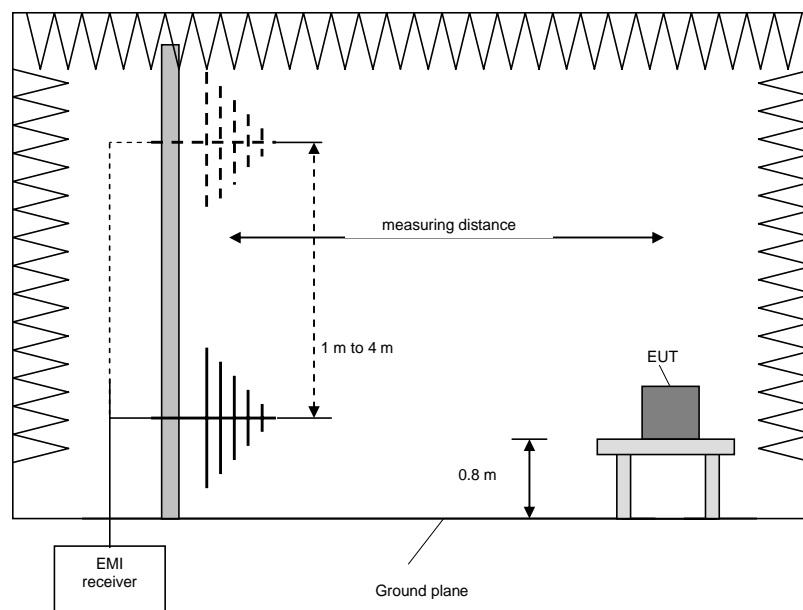 measuring distance
1 m to 4 m
EUT
0.8 m
EMI
receiver
Ground plane